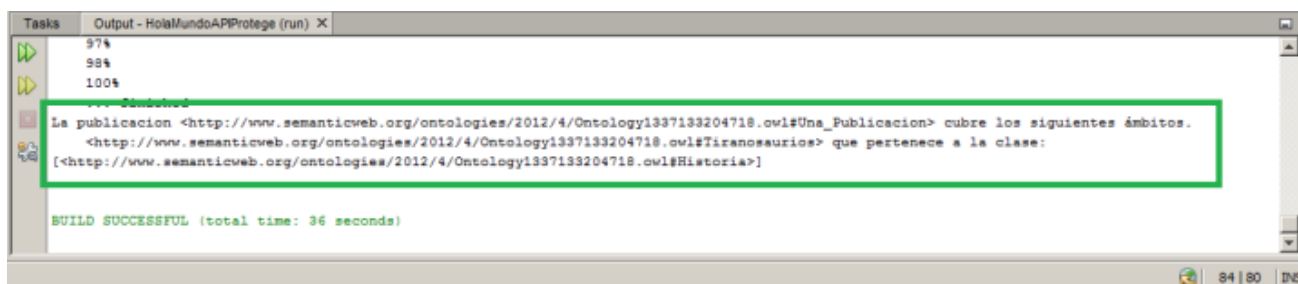 Tasks Output - HolaMundoAPIProtege (run) X
97%
98%
100%
... finished
La publicacion <http://www.semanticweb.org/ontologies/2012/4/Ontology1337133204718.owl#Una_Publicacion> cubre los siguientes ámbitos.
<http://www.semanticweb.org/ontologies/2012/4/Ontology1337133204718.owl#Tiranosaurios> que pertenece a la clase:
[<http://www.semanticweb.org/ontologies/2012/4/Ontology1337133204718.owl#Historia>]
BUILD SUCCESSFUL (total time: 36 seconds)
84|80 INS